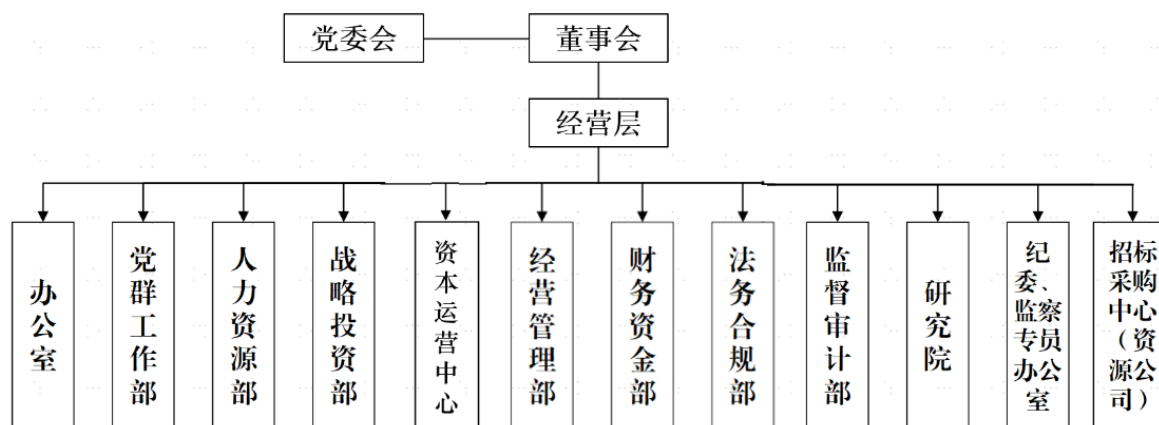 党委会
董事会
经营层
办公室
党群工作部
人力资源部
战略投资部
资本运营中心
经营管理部
财务资金部
法务合规部
监督审计部
研究院
纪委、监察专员办公室
招标采购中心（资源公司）